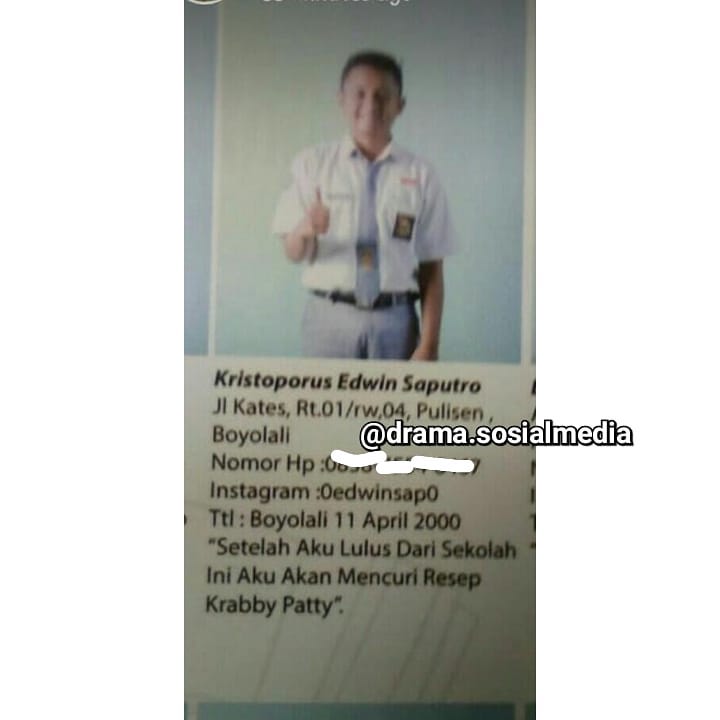 Kristoporus Edwin Saputro
Jl Kates, Rt.01/rw,04, Pulisen ,
Boyolali
@drama.sosialmedia
Nomor Hp :
Instagram :0edwinsap0
Ttl : Boyolali 11 April 2000
"Setelah Aku Lulus Dari Sekolah
Ini Aku Akan Mencuri Resep
Krabby Patty".